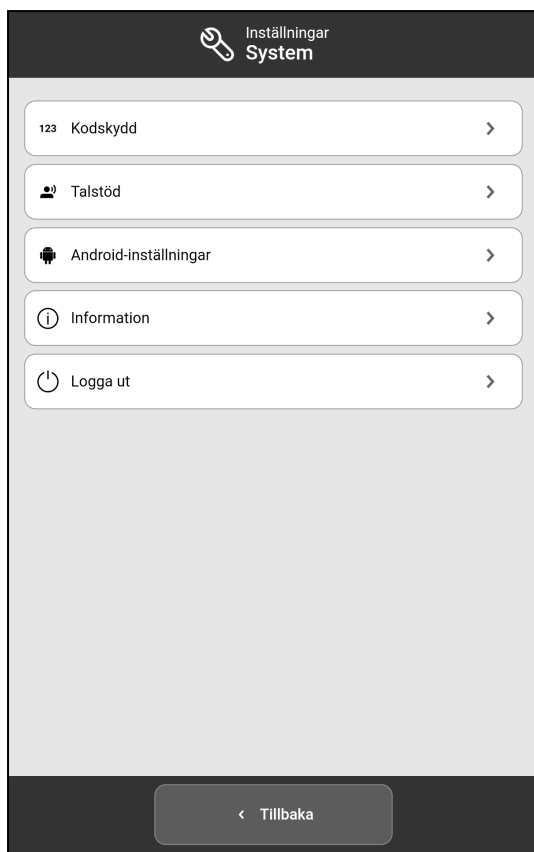 Inställningar
System
123 Kodskydd
Talstöd
Android-inställningar
Information
Logga ut
Tillbaka